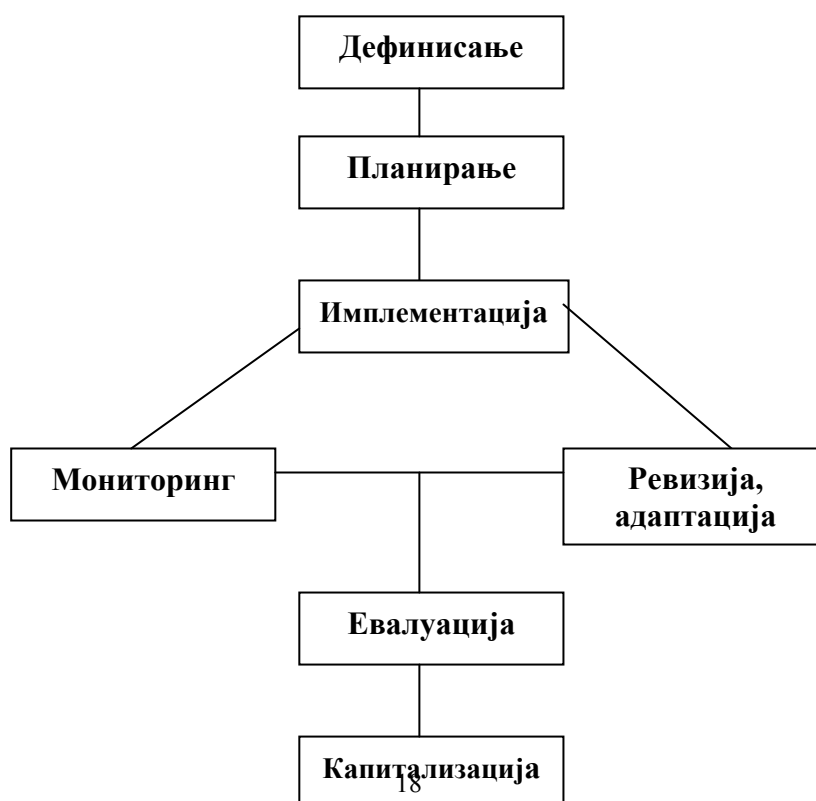 Дефинисање
Планирање
Имплементација
Мониторинг
Ревизија,
адаптација
Евалуација
Капитализација
18